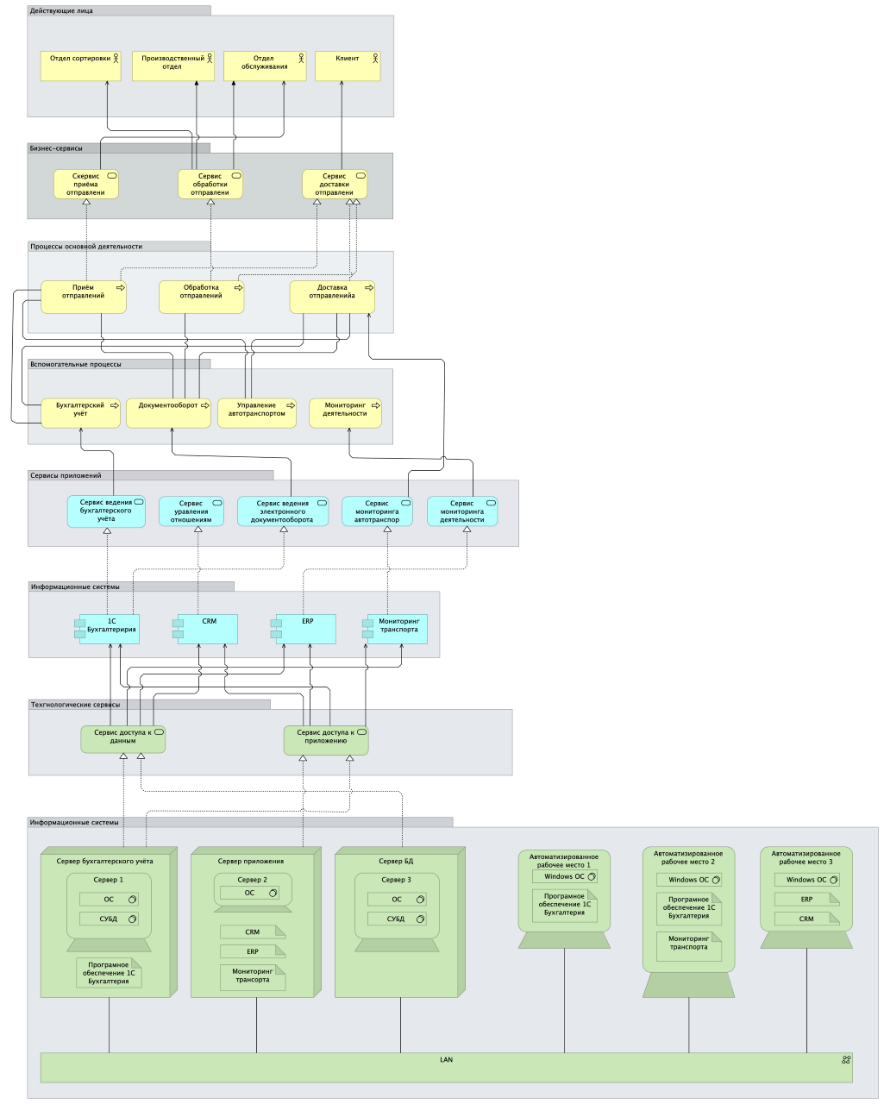 Действующие лица
Отдел сортировки
Производственный
отдел
Отдел
обслуживания
Клиент
Бизнес-сервисы
Скервис
приёма
отправлени
Сервис
обработки
отправлени
Сервис
доставки
отправлени
Процессы основной деятельности
Приём
отправлений
Обработка
отправлений
Доставка
отправленийа
Вспомогательные процессы
Бухгалтерский
учёт
Документооборот
Управление
автотранспортом
Мониторинг
деятельности
Сервисы приложений
Сервис ведения
бухгалтерского
учёта
Сервис
уравления
отношениям
Сервис ведения
электронного
документооборота
Сервис
мониторинга
автотранспор
Сервис
мониторинга
деятельности
Информационные системы
1С
Бухгалтеририя
CRM
ERP
Мониторинг
транспорта
Техгнологические сервисы
Сервис доступа к
данным
Сервис доступа к
приложению
Информационные системы
Сервер бухгалтерского учёта
Сервер 1
ОС
СУБД
Програмное
обеспечение 1С
Бухгалтерия
Сервер приложения
Сервер 2
ОС
CRM
ERP
Мониторинг
трансорта
Сервер БД
Сервер 3
ОС
СУБД
Автоматизированное
рабочее место 1
Windows ОС
Програмное
обеспечение 1С
Бухгалтерия
Автоматизированное
рабочее место 2
Windows ОС
Програмное
обеспечение 1С
Бухгалтерия
Мониторинг
транспорта
Автоматизированное
рабочее место 3
Windows ОС
ERP
CRM
LAN